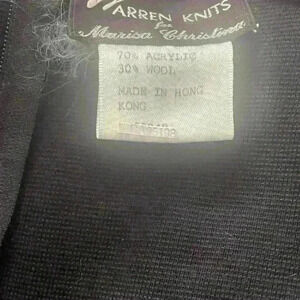 ARREN KNITS
for
Marisa Christina
70% ACRYLIC
30% WOOL
MADE IN HONG
KONG